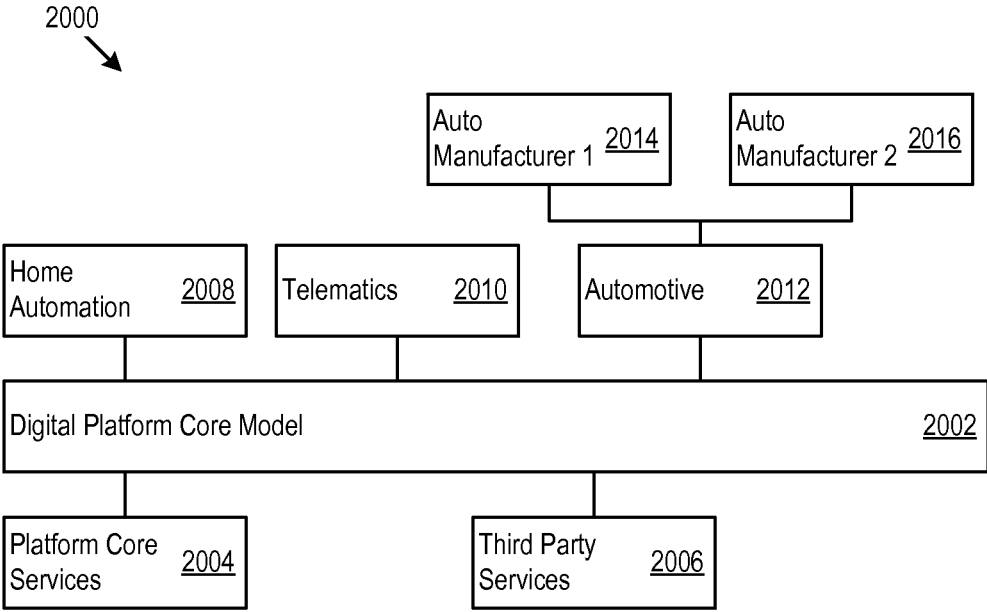 2000
Auto
Manufacturer 1
2014
Auto
Manufacturer 2
2016
Home
Automation
2008
Telematics
2010
Automotive
2012
Digital Platform Core Model
2002
Platform Core
Services
2004
Third Party
Services
2006